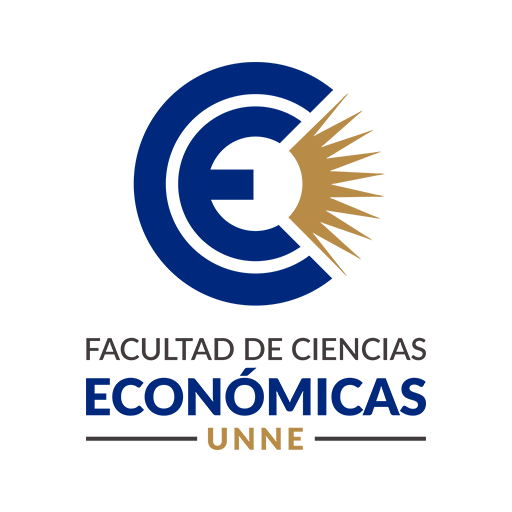 FACULTAD DE CIENCIAS
ECONÓMICAS
UNNE